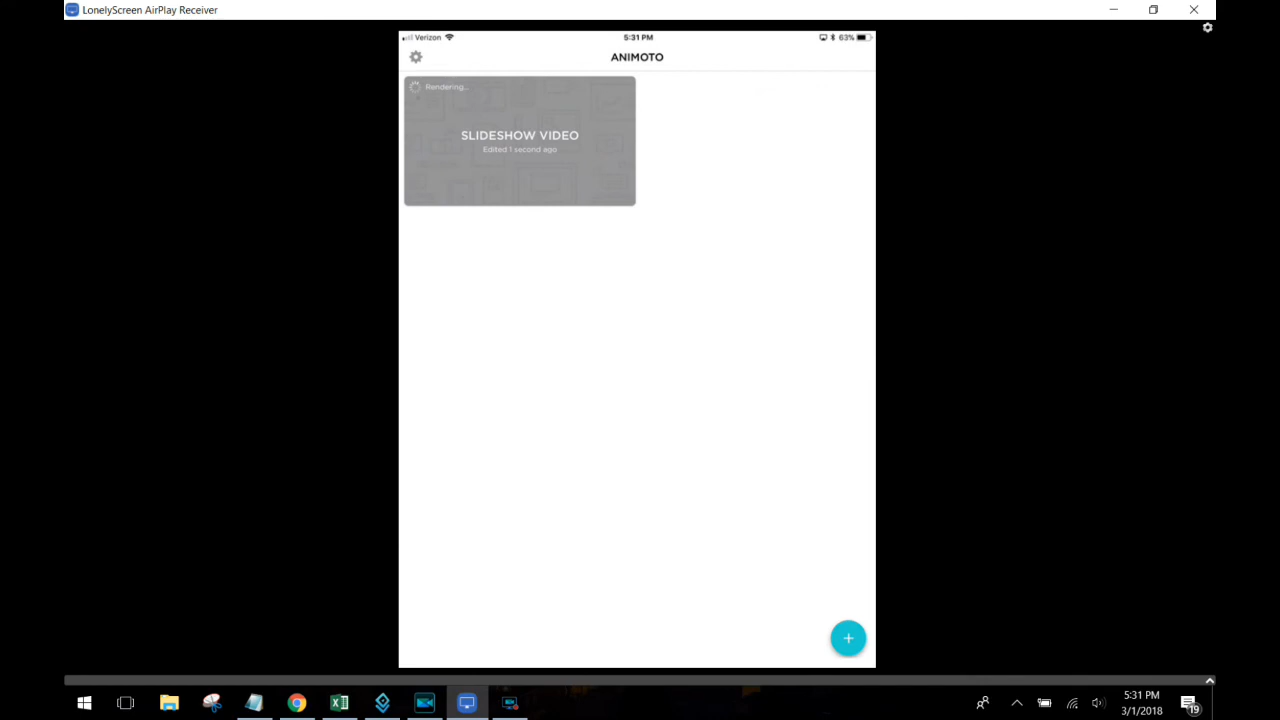 LonelyScreen AirPlay Receiver
Verizon
5:31 PM
63%
ANIMOTO
Rendering...
SLIDESHOW VIDEO
Edited 1 second ago
+
5:31 PM
3/1/2018
19